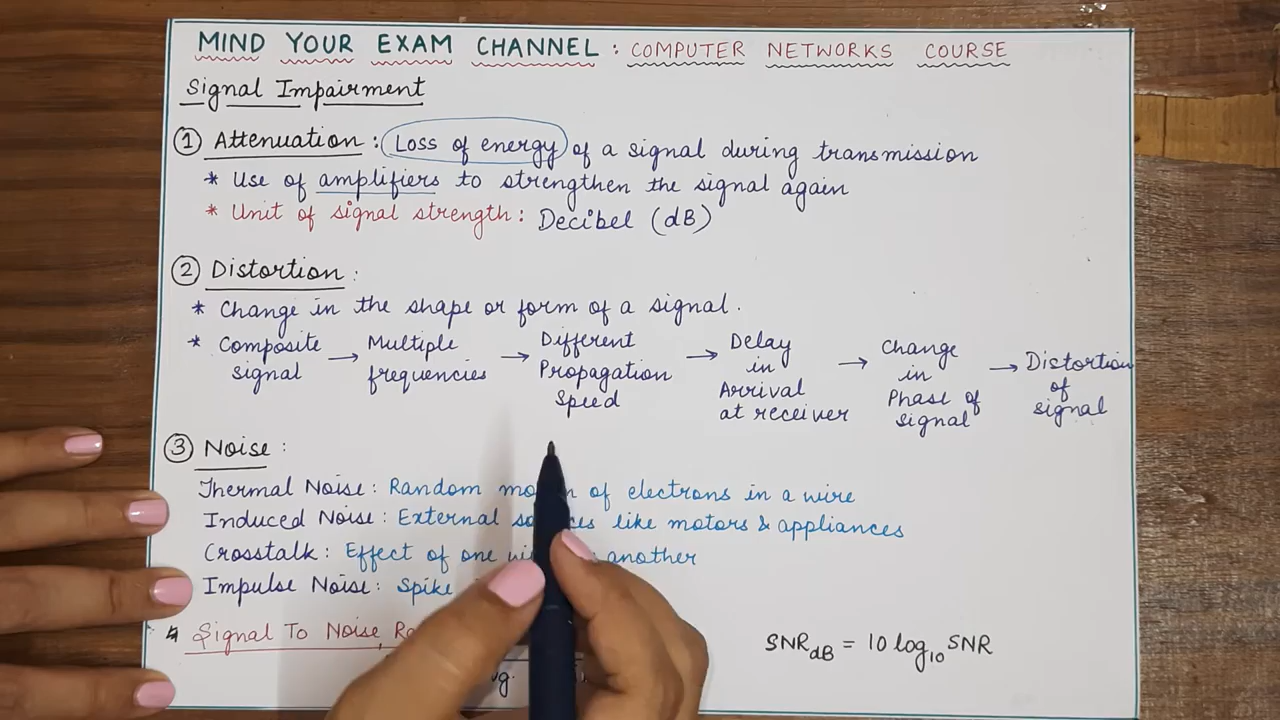 MIND YOUR EXAM CHANNEL : COMPUTER NETWORKS COURSE
Signal Impairment
① Attenuation : Loss of energy of a signal during transmission
* Use of amplifiers to strengthen the signal again
* Unit of signal strength : Decibel (dB)
② Distortion :
* Change in the shape or form of a signal.
* Composite signal → Multiple frequencies → Different Propagation Speed → Delay in Arrival at receiver → Change in Phase of signal → Distortion of signal
③ Noise :
Thermal Noise : Random of electrons in a wire
Induced Noise : External like motors & appliances
Crosstalk : Effect of one another
Impulse Noise : Spike
Signal To Noise
SNR dB = 10 log10 SNR